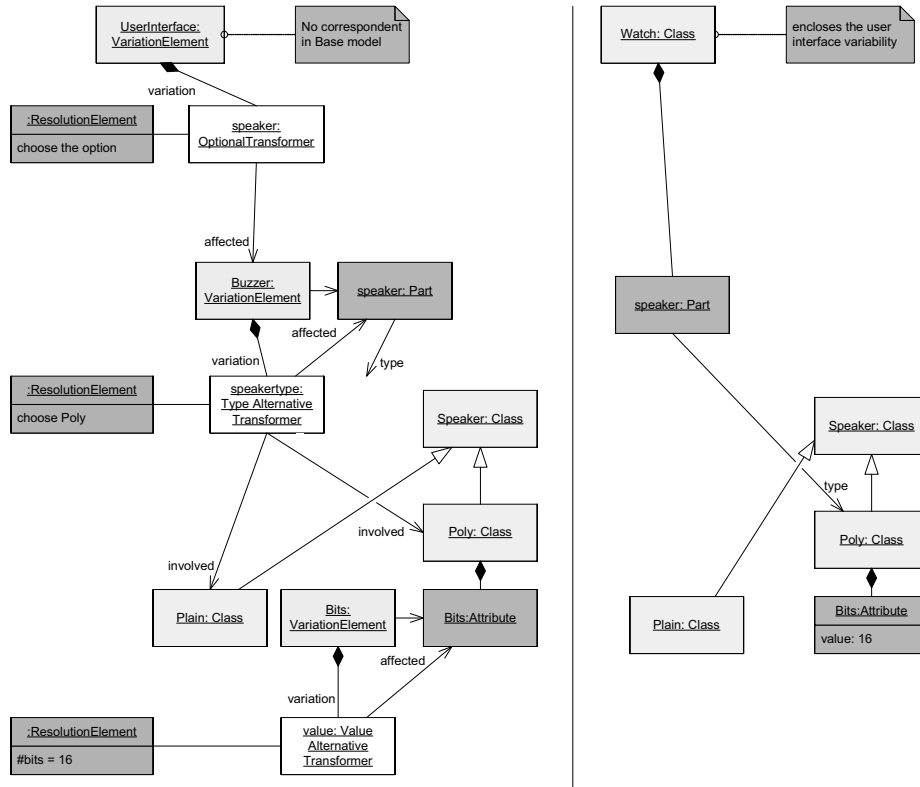 UserInterface:
VariationElement
No correspondent
in Base model
variation
:ResolutionElement
choose the option
speaker:
OptionalTransformer
affected
Buzzer:
VariationElement
speaker: Part
affected
variation
type
:ResolutionElement
choose Poly
speakertype:
Type Alternative
Transformer
Speaker: Class
involved
Poly: Class
involved
Plain: Class
Bits:
VariationElement
Bits:Attribute
affected
variation
:ResolutionElement
#bits = 16
value: Value
Alternative
Transformer
Watch: Class
encloses the user
interface variability
speaker: Part
Speaker: Class
type
Poly: Class
Plain: Class
Bits:Attribute
value: 16